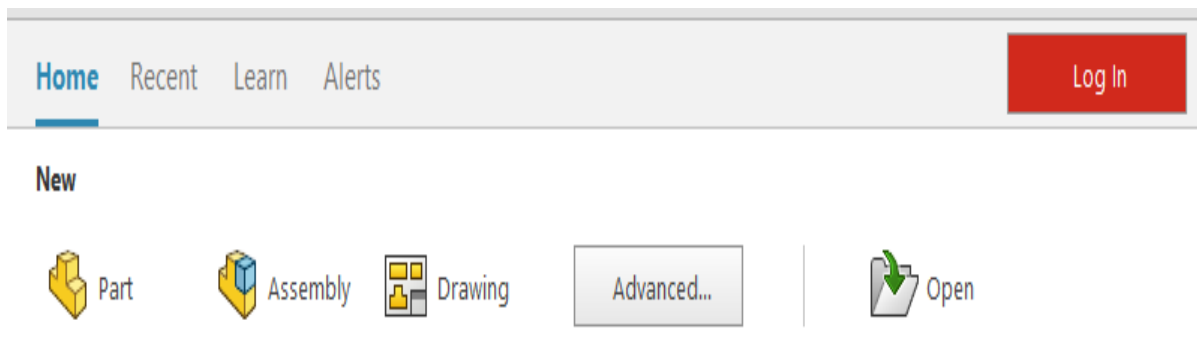 Home Recent Learn Alerts Log In
New
Part Assembly Drawing Advanced... Open